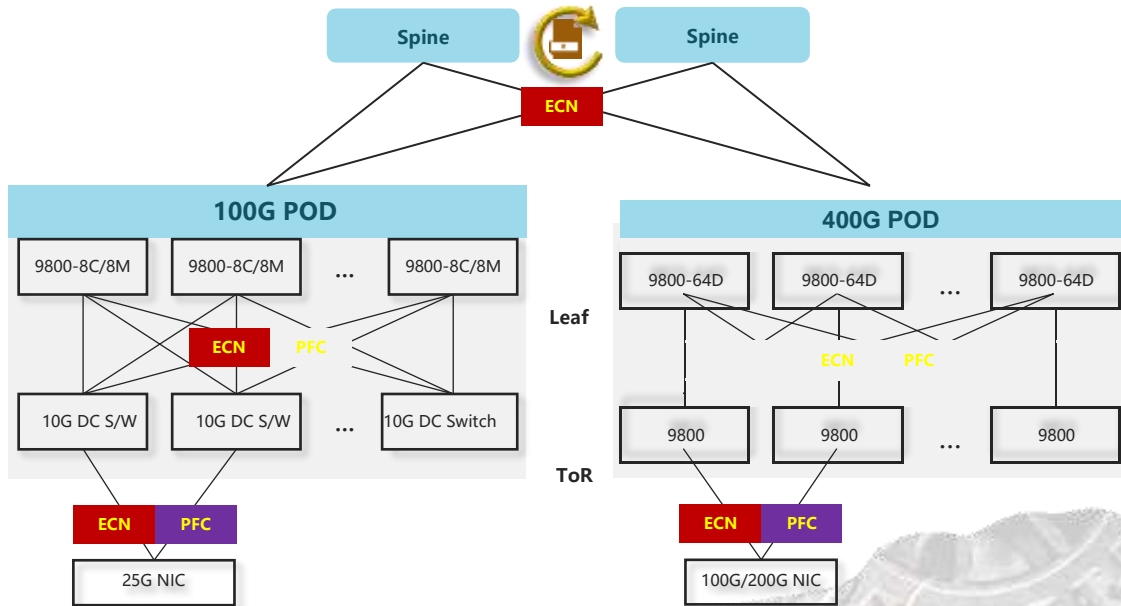 Spine
Spine
ECN
100G POD
400G POD
9800-8C/8M
9800-8C/8M
...
9800-8C/8M
9800-64D
9800-64D
...
9800-64D
Leaf
ECN
PFC
ECN
PFC
10G DC S/W
10G DC S/W
...
10G DC Switch
9800
9800
...
9800
ToR
ECN
PFC
ECN
PFC
25G NIC
100G/200G NIC